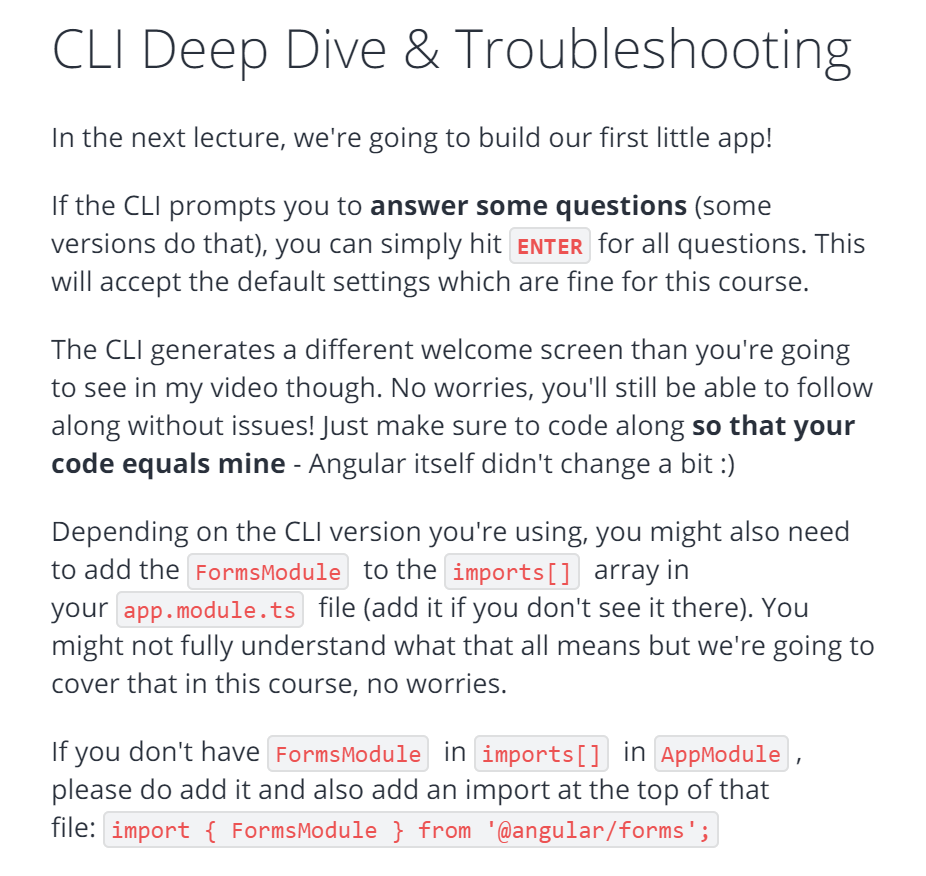 CLI Deep Dive & Troubleshooting
In the next lecture, we're going to build our first little app!
If the CLI prompts you to answer some questions (some
versions do that), you can simply hit ENTER for all questions. This
will accept the default settings which are fine for this course.
The CLI generates a different welcome screen than you're going
to see in my video though. No worries, you'll still be able to follow
along without issues! Just make sure to code along so that your
code equals mine - Angular itself didn't change a bit :)
Depending on the CLI version you're using, you might also need
to add the FormsModule to the imports[] array in
your app.module.ts file (add it if you don't see it there). You
might not fully understand what that all means but we're going to
cover that in this course, no worries.
If you don't have FormsModule in imports[] in AppModule ,
please do add it and also add an import at the top of that
file: import { FormsModule } from '@angular/forms';